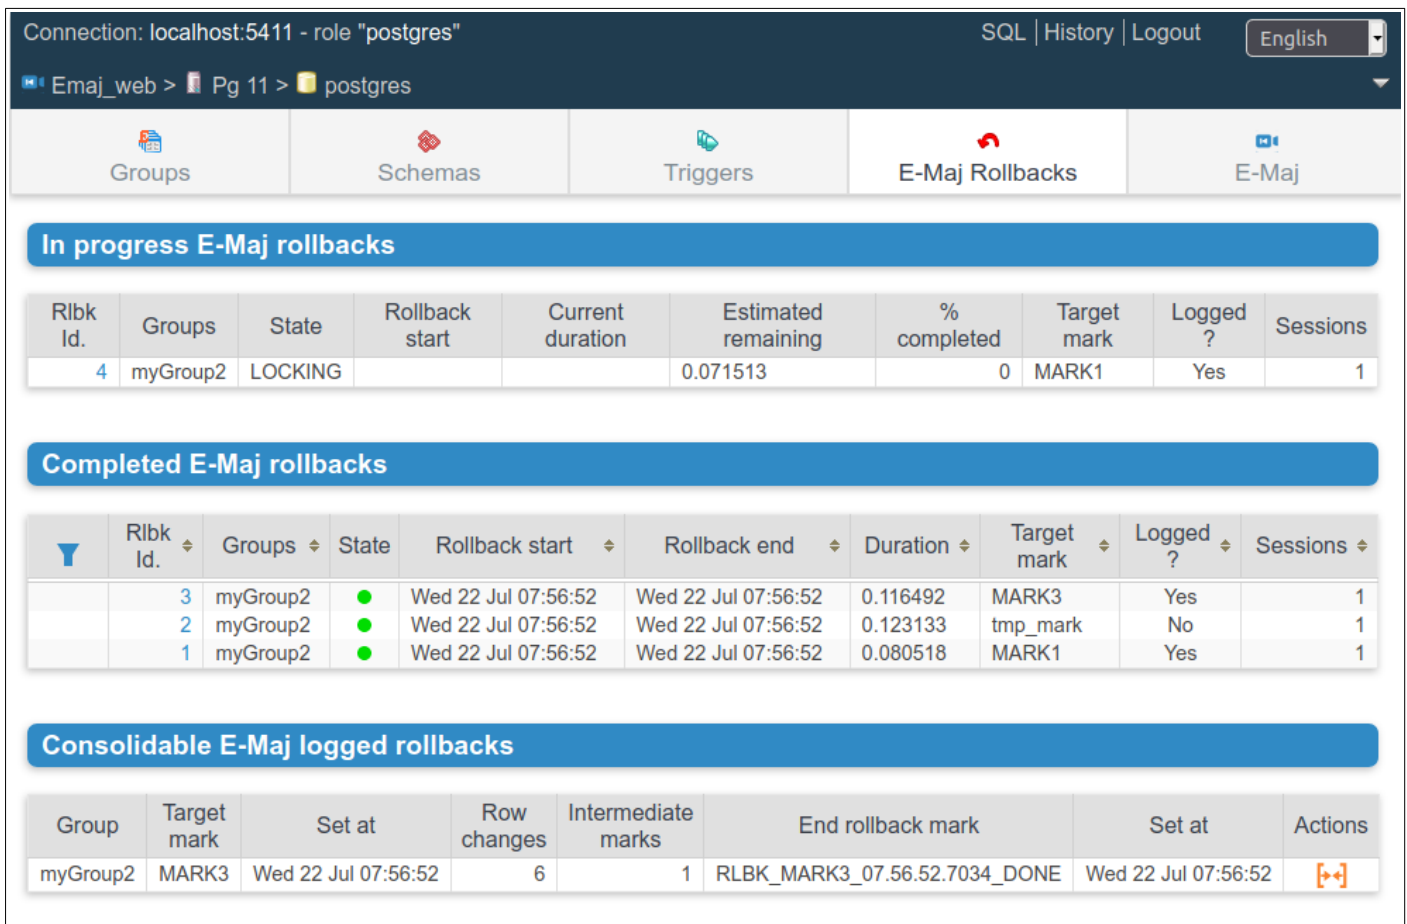 Connection: localhost:5411 - role "postgres"
SQL | History | Logout
English
Emaj_web > Pg 11 > postgres
Groups
Schemas
Triggers
E-Maj Rollbacks
E-Maj
In progress E-Maj rollbacks
Rlbk Id. Groups State Rollback start Current duration Estimated remaining % completed Target mark Logged ? Sessions
4 myGroup2 LOCKING 0.071513 0 MARK1 Yes 1
Completed E-Maj rollbacks
Rlbk Id. Groups State Rollback start Rollback end Duration Target mark Logged ? Sessions
3 myGroup2 Wed 22 Jul 07:56:52 Wed 22 Jul 07:56:52 0.116492 MARK3 Yes 1
2 myGroup2 Wed 22 Jul 07:56:52 Wed 22 Jul 07:56:52 0.123133 tmp_mark No 1
1 myGroup2 Wed 22 Jul 07:56:52 Wed 22 Jul 07:56:52 0.080518 MARK1 Yes 1
Consolidable E-Maj logged rollbacks
Group Target mark Set at Row changes Intermediate marks End rollback mark Set at Actions
myGroup2 MARK3 Wed 22 Jul 07:56:52 6 1 RLBK_MARK3_07.56.52.7034_DONE Wed 22 Jul 07:56:52